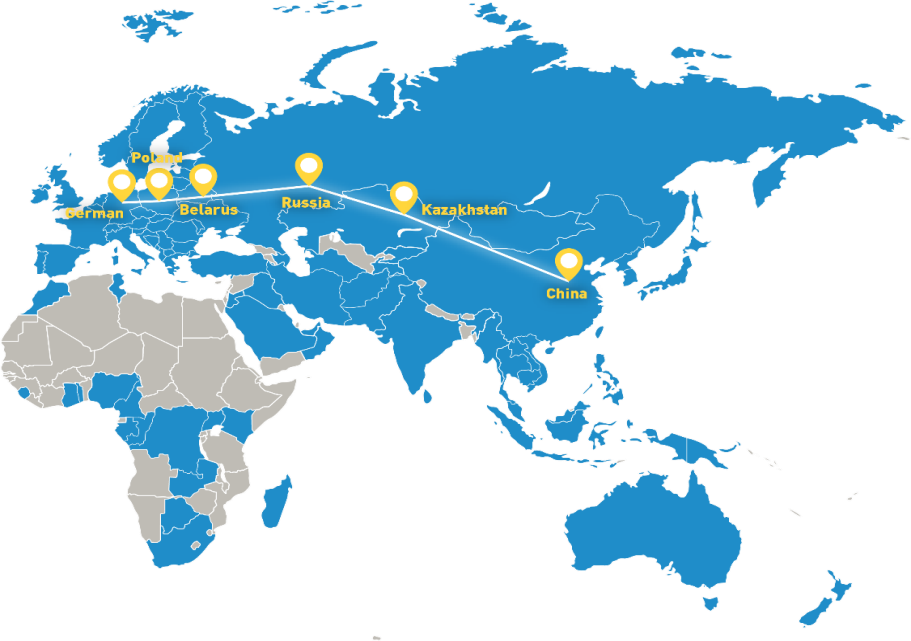 Poland
German
Belarus
Russia
Kazakhstan
China